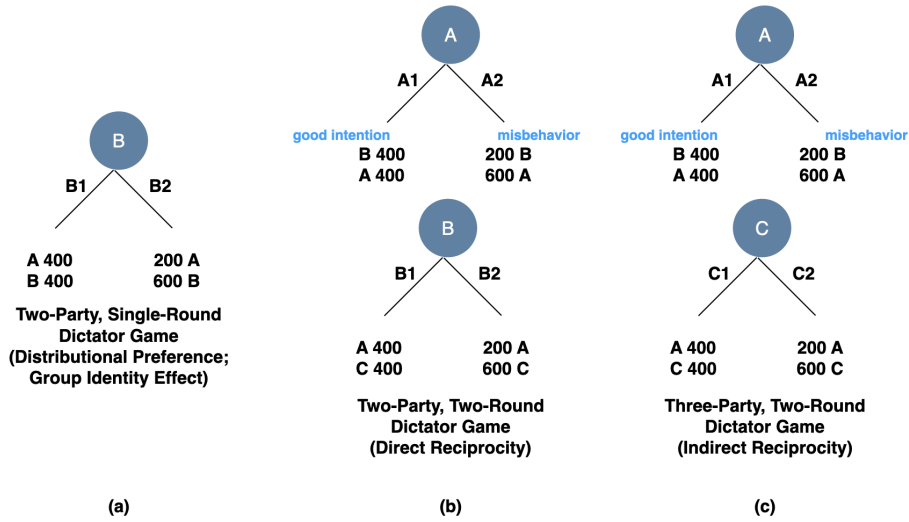 B
B1 B2
A 400 200 A
B 400 600 B
Two-Party, Single-Round
Dictator Game
(Distributional Preference;
Group Identity Effect)
(a)
A
A1 A2
good intention misbehavior
B 400 200 B
A 400 600 A
B
B1 B2
A 400 200 A
C 400 600 C
Two-Party, Two-Round
Dictator Game
(Direct Reciprocity)
(b)
A
A1 A2
good intention misbehavior
B 400 200 B
A 400 600 A
C
C1 C2
A 400 200 A
C 400 600 C
Three-Party, Two-Round
Dictator Game
(Indirect Reciprocity)
(c)